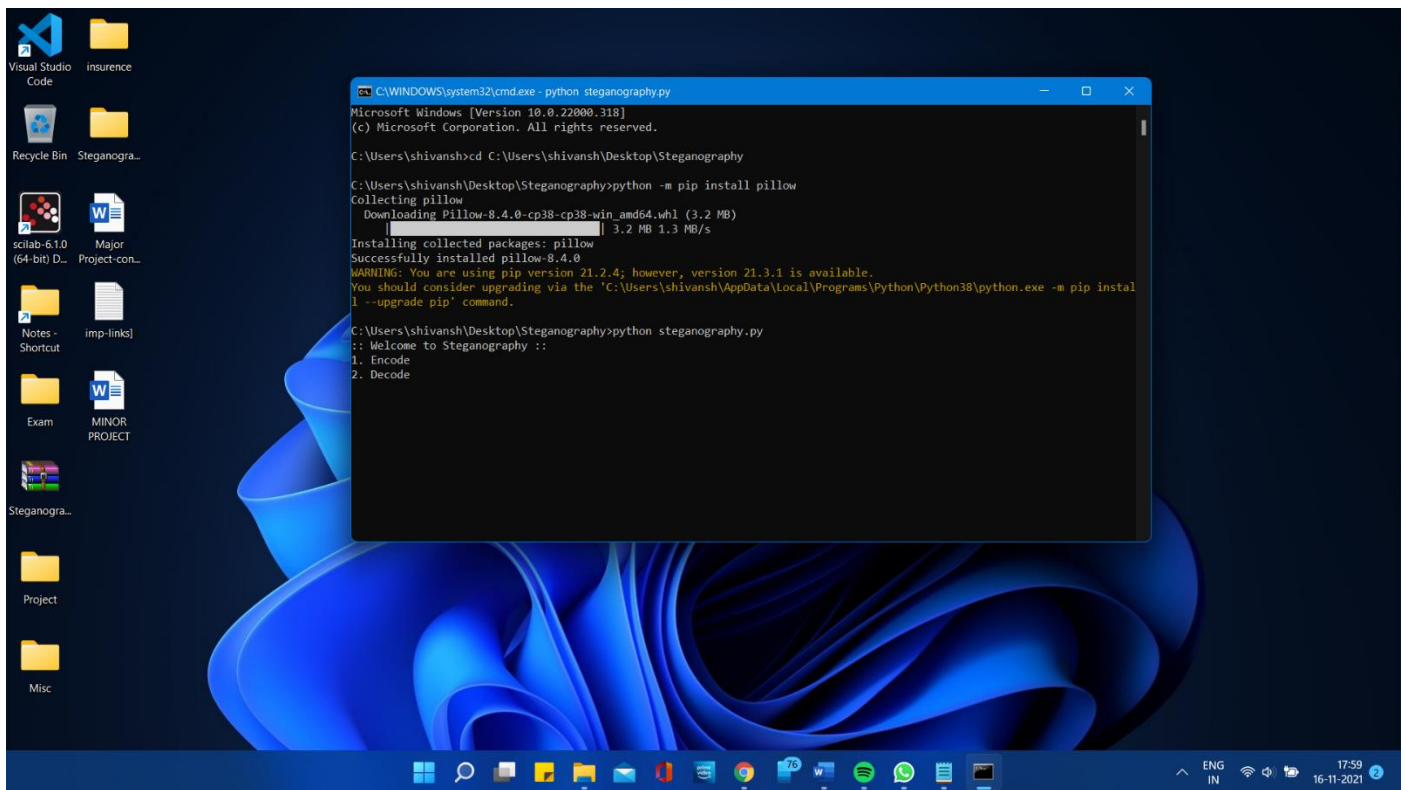 Visual Studio
Code
insurence
Recycle Bin
Steganogra...
scilab-6.1.0
(64-bit) D...
Major
Project-con...
Notes -
Shortcut
imp-links]
Exam
MINOR
PROJECT
Steganogra...
Project
Misc
C:\WINDOWS\system32\cmd.exe - python steganography.py
Microsoft Windows [Version 10.0.22000.318]
(c) Microsoft Corporation. All rights reserved.
C:\Users\shivansh>cd C:\Users\shivansh\Desktop\Steganography
C:\Users\shivansh\Desktop\Steganography>python -m pip install pillow
Collecting pillow
Downloading Pillow-8.4.0-cp38-cp38-win_amd64.whl (3.2 MB)
| | 3.2 MB 1.3 MB/s
Installing collected packages: pillow
Successfully installed pillow-8.4.0
WARNING: You are using pip version 21.2.4; however, version 21.3.1 is available.
You should consider upgrading via the 'C:\Users\shivansh\AppData\Local\Programs\Python\Python38\python.exe -m pip instal
l --upgrade pip' command.
C:\Users\shivansh\Desktop\Steganography>python steganography.py
:: Welcome to Steganography ::
1. Encode
2. Decode
prime
video
76
ENG
IN
17:59
16-11-2021
2